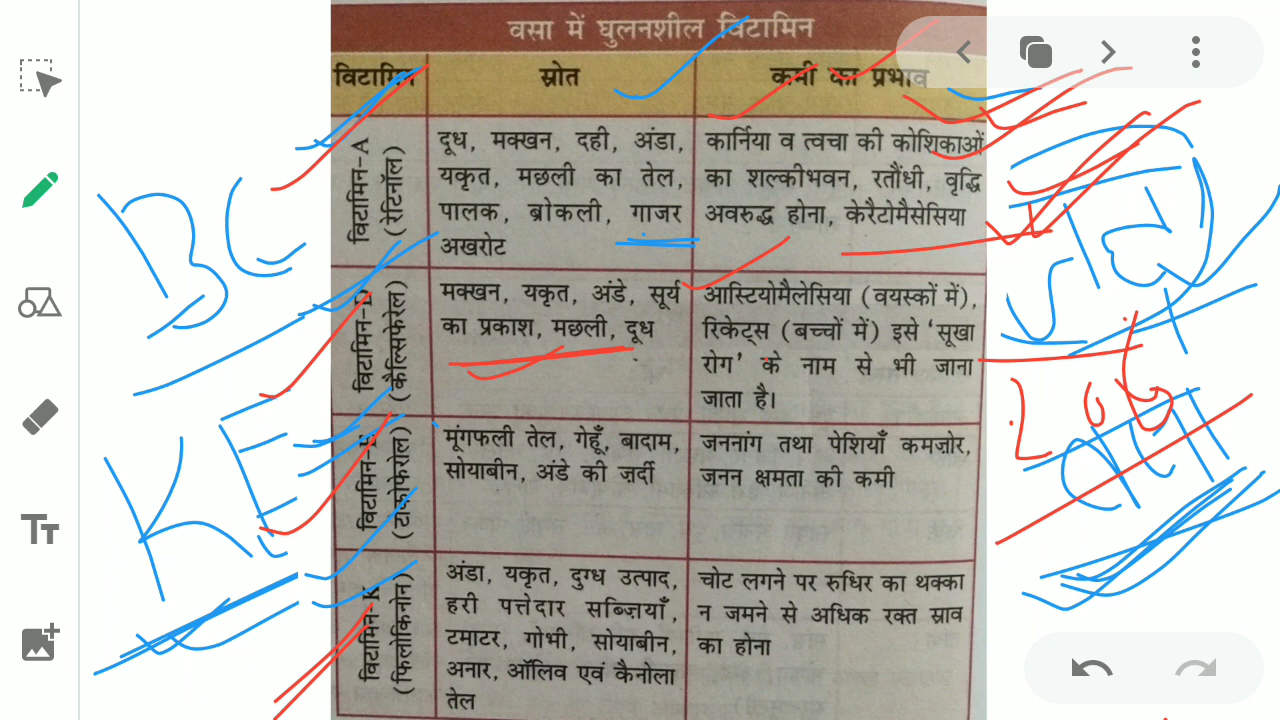 वसा में घुलनशील विटामिन
विटामिन
स्रोत
कमी का प्रभाव
विटामिन-A
(रेटिनॉल)
दूध, मक्खन, दही, अंडा,
यकृत, मछली का तेल,
पालक, ब्रोकली, गाजर
अखरोट
कार्निया व त्वचा की कोशिकाओं
का शल्कीभवन, रतौंधी, वृद्धि
अवरुद्ध होना, केरैटोमैसेसिया
विटामिन-D
(कैल्सिफेरॉल)
मक्खन, यकृत, अंडे, सूर्य
का प्रकाश, मछली, दूध
आस्टियोमैलेसिया (वयस्कों में),
रिकेट्स (बच्चों में) इसे ‘सूखा
रोग’ के नाम से भी जाना
जाता है।
विटामिन-E
(टोकोफेरोल)
मूंगफली तेल, गेहूँ, बादाम,
सोयाबीन, अंडे की ज़र्दी
जननांग तथा पेशियाँ कमज़ोर,
जनन क्षमता की कमी
विटामिन-K
(फिलोकिनोन)
अंडा, यकृत, दुग्ध उत्पाद,
हरी पत्तेदार सब्ज़ियाँ,
टमाटर, गोभी, सोयाबीन,
अनार, ऑलिव एवं कैनोला
तेल
चोट लगने पर रुधिर का थक्का
न जमने से अधिक रक्त स्राव
का होना
BC
KE
Tт